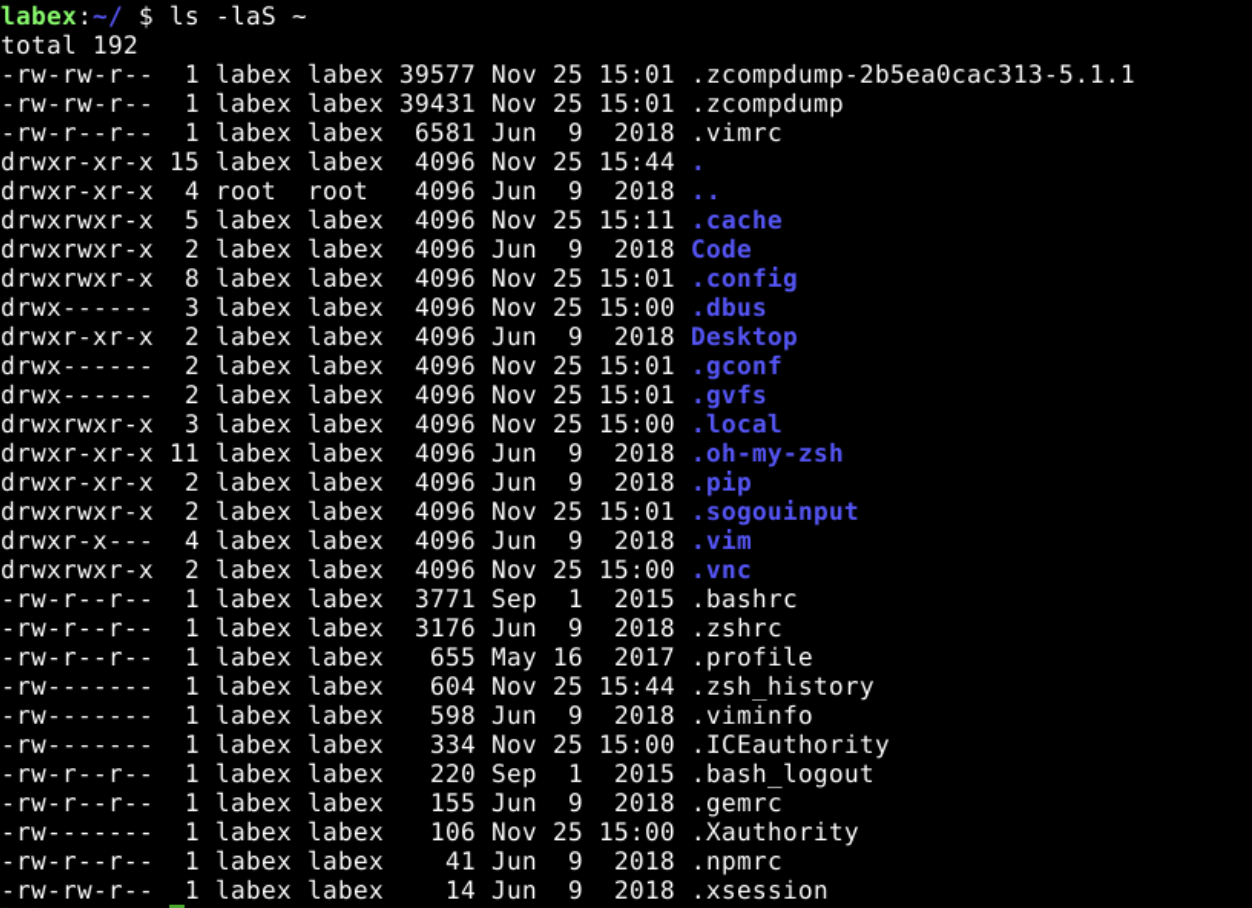 labex:~/ $ ls -laS ~
total 192
-rw-rw-r--  1 labex labex 39577 Nov 25 15:01 .zcompdump-2b5ea0cac313-5.1.1
-rw-rw-r--  1 labex labex 39431 Nov 25 15:01 .zcompdump
-rw-r--r--  1 labex labex  6581 Jun  9  2018 .vimrc
drwxr-xr-x 15 labex labex  4096 Nov 25 15:44 .
drwxr-xr-x  4 root  root   4096 Jun  9  2018 ..
drwxrwxr-x  5 labex labex  4096 Nov 25 15:11 .cache
drwxrwxr-x  2 labex labex  4096 Jun  9  2018 Code
drwxrwxr-x  8 labex labex  4096 Nov 25 15:01 .config
drwx------  3 labex labex  4096 Nov 25 15:00 .dbus
drwxr-xr-x  2 labex labex  4096 Jun  9  2018 Desktop
drwx------  2 labex labex  4096 Nov 25 15:01 .gconf
drwx------  2 labex labex  4096 Nov 25 15:01 .gvfs
drwxrwxr-x  3 labex labex  4096 Nov 25 15:00 .local
drwxr-xr-x 11 labex labex  4096 Jun  9  2018 .oh-my-zsh
drwxr-xr-x  2 labex labex  4096 Jun  9  2018 .pip
drwxrwxr-x  2 labex labex  4096 Nov 25 15:01 .sogouinput
drwxr-x---  4 labex labex  4096 Jun  9  2018 .vim
drwxrwxr-x  2 labex labex  4096 Nov 25 15:00 .vnc
-rw-r--r--  1 labex labex  3771 Sep  1  2015 .bashrc
-rw-r--r--  1 labex labex  3176 Jun  9  2018 .zshrc
-rw-r--r--  1 labex labex   655 May 16  2017 .profile
-rw-------  1 labex labex   604 Nov 25 15:44 .zsh_history
-rw-------  1 labex labex   598 Jun  9  2018 .viminfo
-rw-------  1 labex labex   334 Nov 25 15:00 .ICEauthority
-rw-r--r--  1 labex labex   220 Sep  1  2015 .bash_logout
-rw-r--r--  1 labex labex   155 Jun  9  2018 .gemrc
-rw-------  1 labex labex   106 Nov 25 15:00 .Xauthority
-rw-r--r--  1 labex labex    41 Jun  9  2018 .npmrc
-rw-rw-r--  1 labex labex    14 Jun  9  2018 .xsession